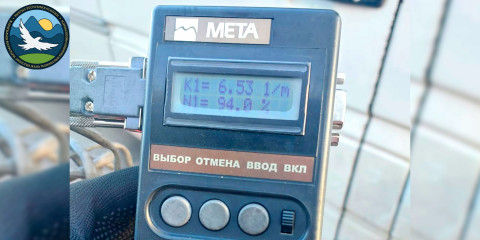 МЕТА
K1= 6.53 1/m
N1= 94.0 %
ВЫБОР ОТМЕНА ВВОД ВКЛ